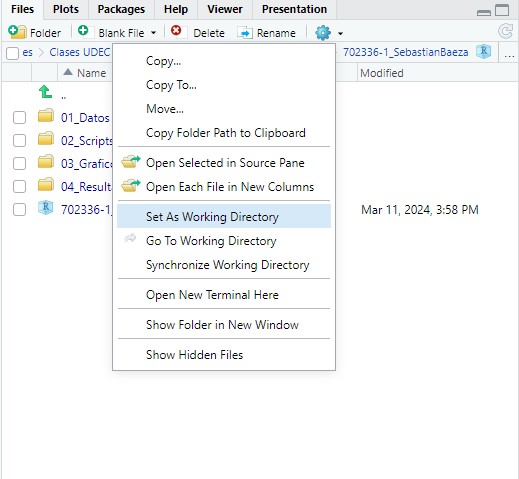 Files Plots Packages Help Viewer Presentation
Folder Blank File Delete Rename
es Clases UDEC 702336-1_SebastianBaeza R ...
Name Modified
..
01_Datos
02_Scripts
03_Grafico
04_Resulta
702336-1_ Mar 11, 2024, 3:58 PM
Copy...
Copy To...
Move...
Copy Folder Path to Clipboard
Open Selected in Source Pane
Open Each File in New Columns
Set As Working Directory
Go To Working Directory
Synchronize Working Directory
Open New Terminal Here
Show Folder in New Window
Show Hidden Files